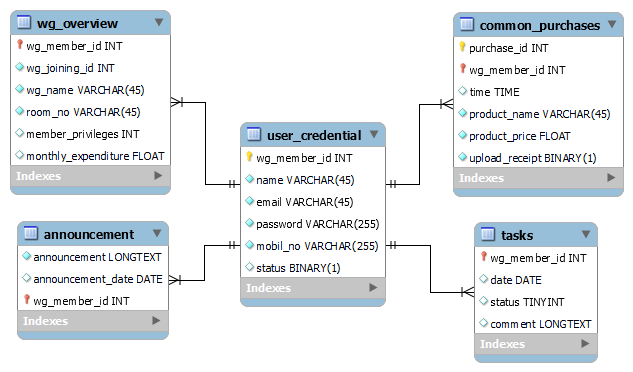 wg_overview
wg_member_id INT
wg_joining_id INT
wg_name VARCHAR(45)
room_no VARCHAR(45)
member_privileges INT
monthly_expenditure FLOAT
Indexes
common_purchases
purchase_id INT
wg_member_id INT
time TIME
product_name VARCHAR(45)
product_price FLOAT
upload_receipt BINARY(1)
Indexes
user_credential
wg_member_id INT
name VARCHAR(45)
email VARCHAR(45)
password VARCHAR(255)
mobil_no VARCHAR(255)
status BINARY(1)
Indexes
announcement
announcement LONGTEXT
announcement_date DATE
wg_member_id INT
Indexes
tasks
wg_member_id INT
date DATE
status TINYINT
comment LONGTEXT
Indexes